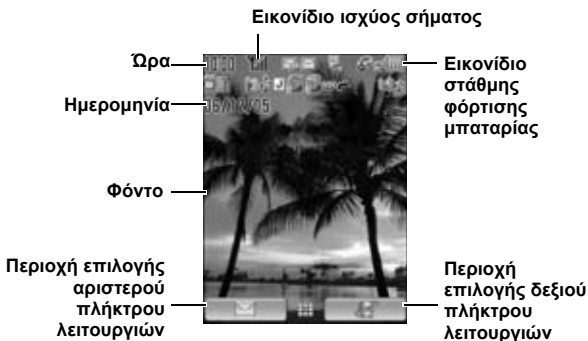 Εικονίδιο ισχύος σήματος
Ώρα
Εικονίδιο
στάθμης
φόρτισης
μπαταρίας
Ημερομηνία
Φόντο
Περιοχή επιλογής
αριστερού
πλήκτρου
λειτουργιών
Περιοχή
επιλογής δεξιού
πλήκτρου
λειτουργιών